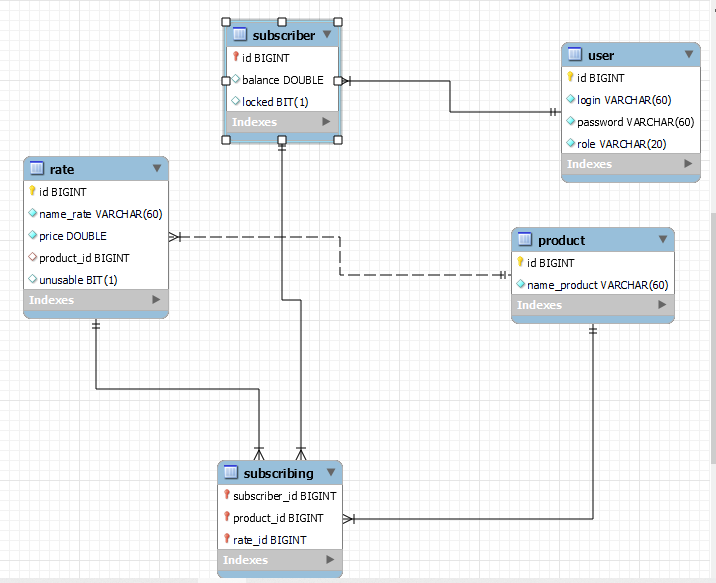 subscriber
id BIGINT
balance DOUBLE
locked BIT(1)
Indexes
user
id BIGINT
login VARCHAR(60)
password VARCHAR(60)
role VARCHAR(20)
Indexes
rate
id BIGINT
name_rate VARCHAR(60)
price DOUBLE
product_id BIGINT
unusable BIT(1)
Indexes
product
id BIGINT
name_product VARCHAR(60)
Indexes
subscribing
subscriber_id BIGINT
product_id BIGINT
rate_id BIGINT
Indexes